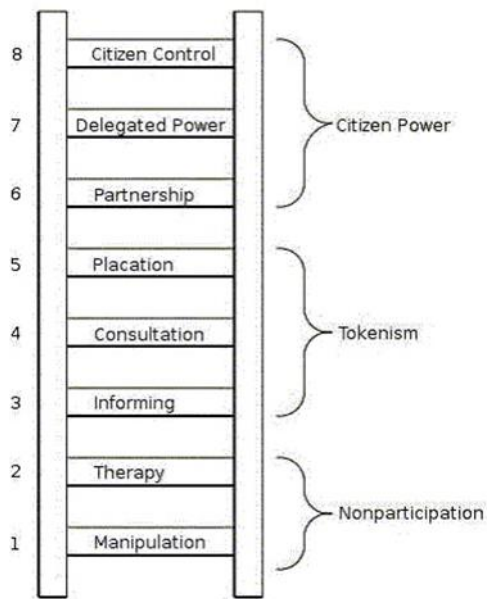 8 Citizen Control
7 Delegated Power
Citizen Power
6 Partnership
5 Placation
4 Consultation
Tokenism
3 Informing
2 Therapy
Nonparticipation
1 Manipulation